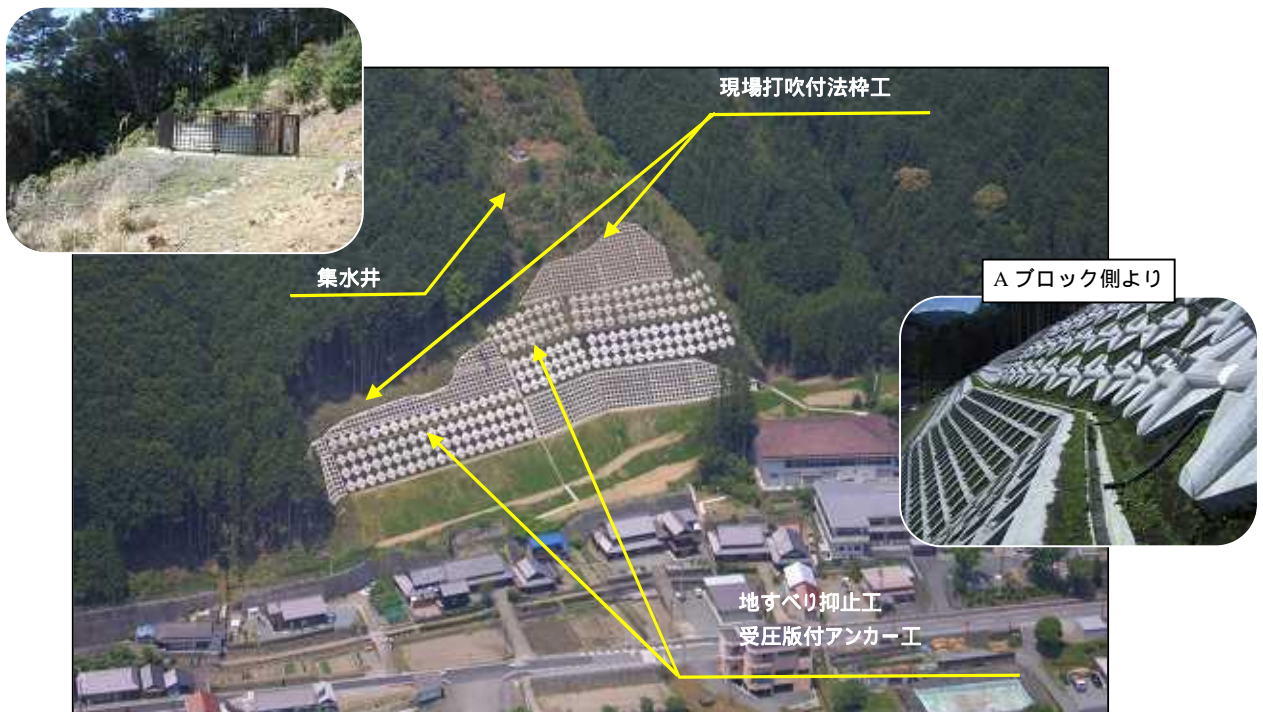 現場打吹付法枠工
集水井
A ブロック側より
地すべり抑止工
受圧版付アンカー工